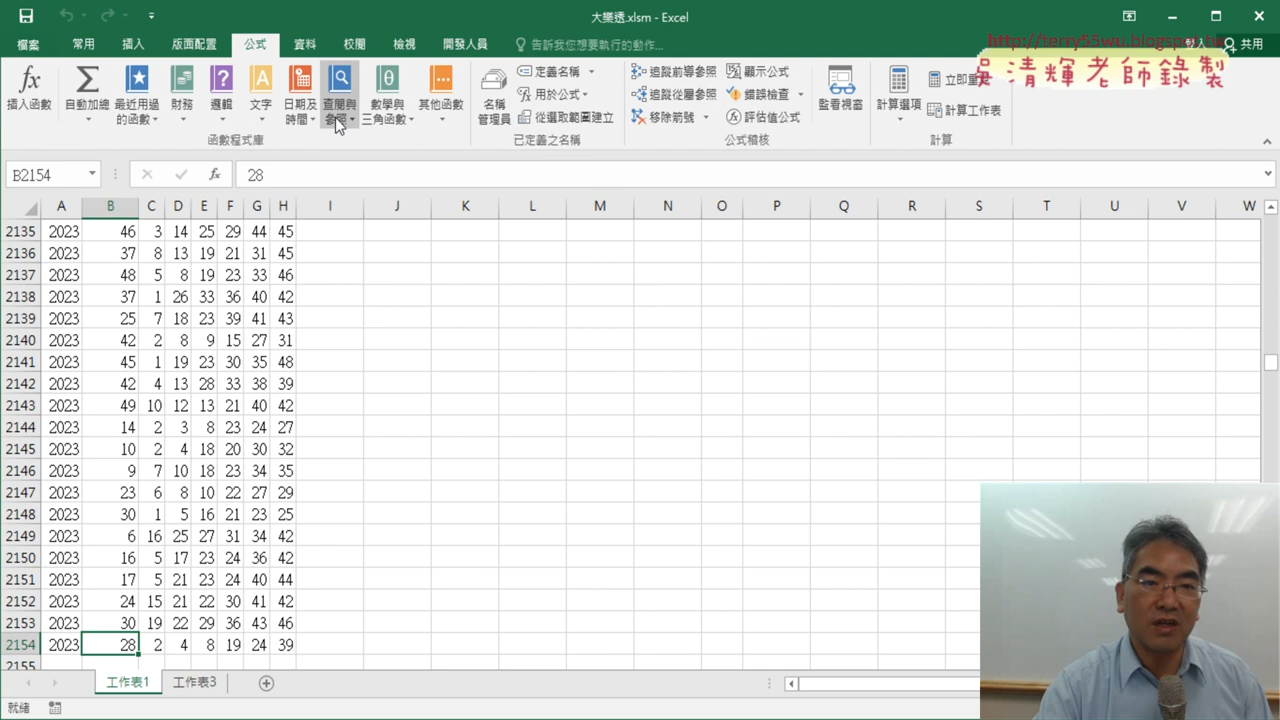 大樂透.xlsm - Excel
檔案 常用 插入 版面配置 公式 資料 校閱 檢視 開發人員 告訴我您想要執行的動作... 共用
http://terry55wu.blogspot.tw
吳清輝老師錄製
插入函數 自動加總 最近用過的函數 財務 邏輯 文字 日期及時間 查閱與參照 數學與三角函數 其他函數
函數程式庫
名稱管理員 定義名稱 用於公式 從選取範圍建立
已定義之名稱
追蹤前導參照 追蹤從屬參照 移除箭號 顯示公式 錯誤檢查 評估值公式 監看視窗
公式稽核
計算選項 立即重 計算工作表
計算
B2154 fx 28
A B C D E F G H I J K L M N O P Q R S T U V W
2135 2023 46 3 14 25 29 44 45
2136 2023 37 8 13 19 21 31 45
2137 2023 48 5 8 19 23 33 46
2138 2023 37 1 26 33 36 40 42
2139 2023 25 7 18 23 39 41 43
2140 2023 42 2 8 9 15 27 31
2141 2023 45 1 19 23 30 35 48
2142 2023 42 4 13 28 33 38 39
2143 2023 49 10 12 13 21 40 42
2144 2023 14 2 3 8 23 24 27
2145 2023 10 2 4 18 20 30 32
2146 2023 9 7 10 18 23 34 35
2147 2023 23 6 8 10 22 27 29
2148 2023 30 1 5 16 21 23 25
2149 2023 6 16 25 27 31 34 42
2150 2023 16 5 17 23 24 36 42
2151 2023 17 5 21 23 24 40 44
2152 2023 24 15 21 22 30 41 42
2153 2023 30 19 22 29 36 43 46
2154 2023 28 2 4 8 19 24 39
2155
工作表1 工作表3
就緒